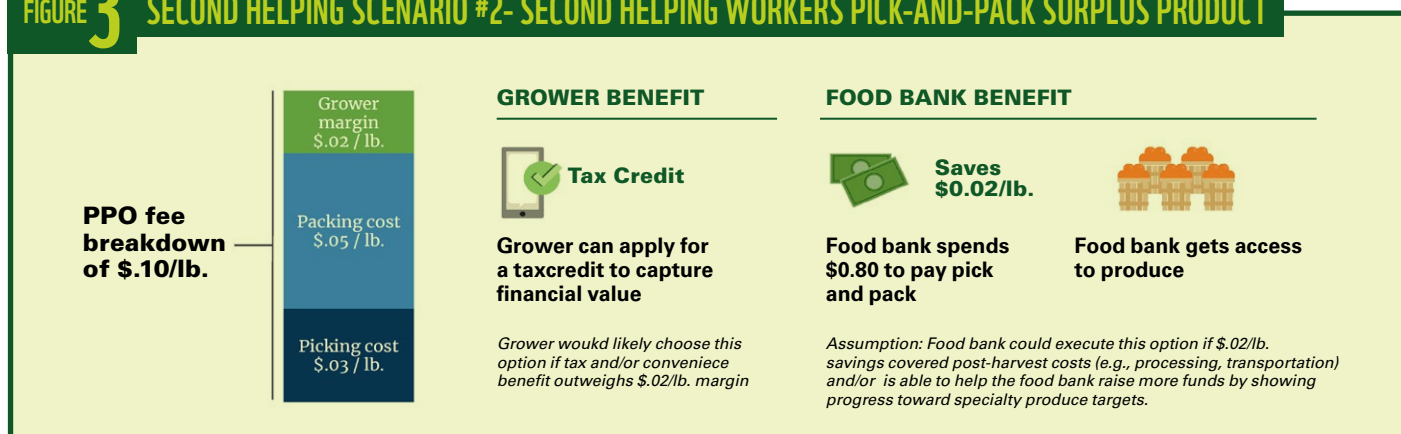 FIGURE 3 SECOND HELPING SCENARIO #2- SECOND HELPING WORKERS PICK-AND-PACK SURPLUS PRODUCT
PPO fee
breakdown
of $.10/lb.
Grower
margin
$.02 / lb.
Packing cost
$.05 / lb.
Picking cost
$.03 / lb.
GROWER BENEFIT
Tax Credit
Grower can apply for
a taxcredit to capture
financial value
Grower woukd likely choose this
option if tax and/or conveniece
benefit outweighs $.02/lb. margin
FOOD BANK BENEFIT
Saves
$0.02/lb.
Food bank spends
$0.80 to pay pick
and pack
Food bank gets access
to produce
Assumption: Food bank could execute this option if $.02/lb.
savings covered post-harvest costs (e.g., processing, transportation)
and/or is able to help the food bank raise more funds by showing
progress toward specialty produce targets.